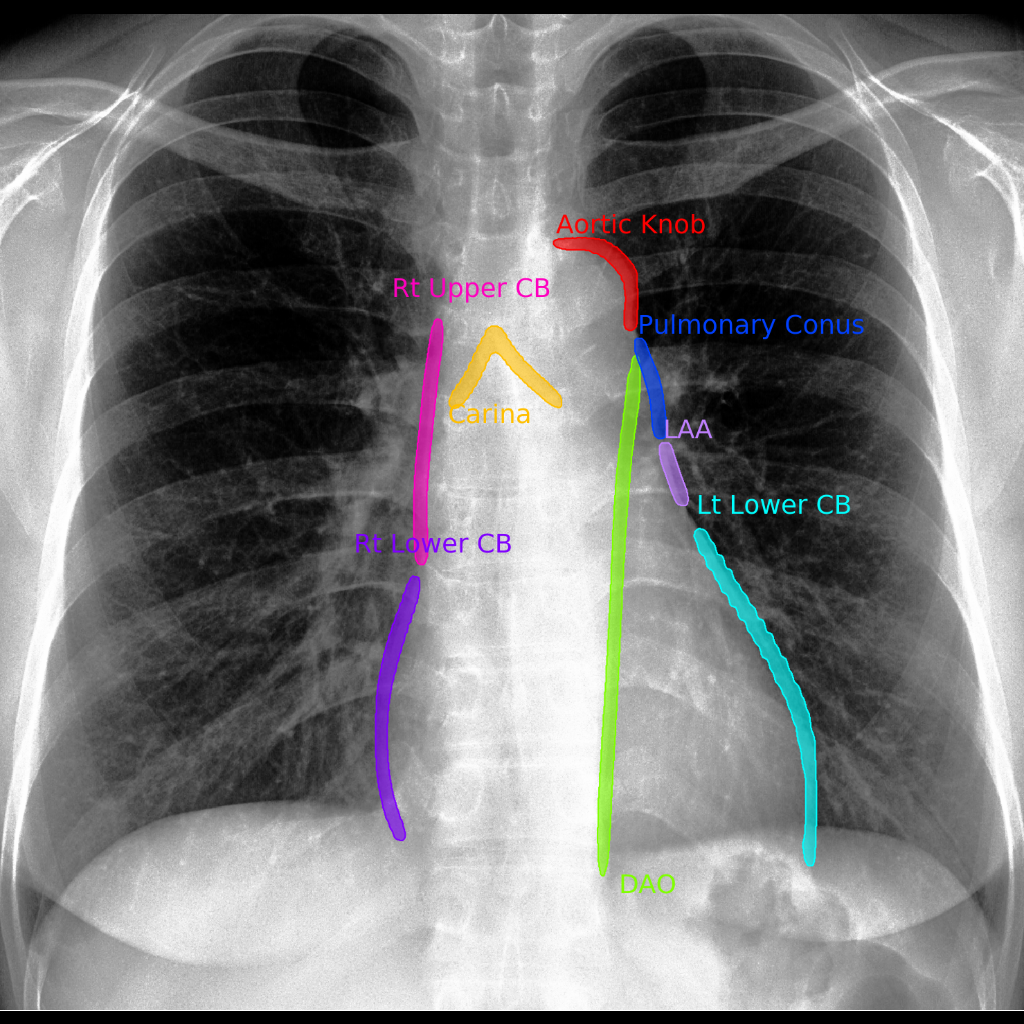 Aortic Knob
Rt Upper CB
Pulmonary Conus
Carina
LAA
Lt Lower CB
Rt Lower CB
DAO